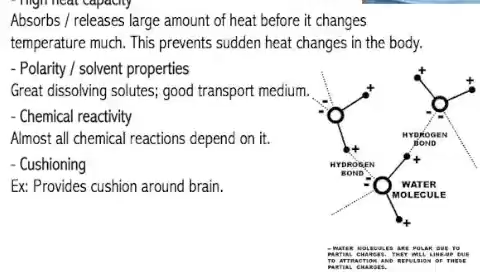 - High heat capacity
Absorbs / releases large amount of heat before it changes
temperature much. This prevents sudden heat changes in the body.
- Polarity / solvent properties
Great dissolving solutes; good transport medium.
- Chemical reactivity
Almost all chemical reactions depend on it.
- Cushioning
Ex: Provides cushion around brain.
+
+
+
+
- -
- -
HYDROGEN
BOND
+
+
HYDROGEN
BOND
-
-
WATER
MOLECULE
+
- WATER MOLECULES ARE POLAR DUE TO
PARTIAL CHARGES. THEY WILL LINE-UP DUE
TO ATTRACTION AND REPULSION OF THESE
PARTIAL CHARGES.